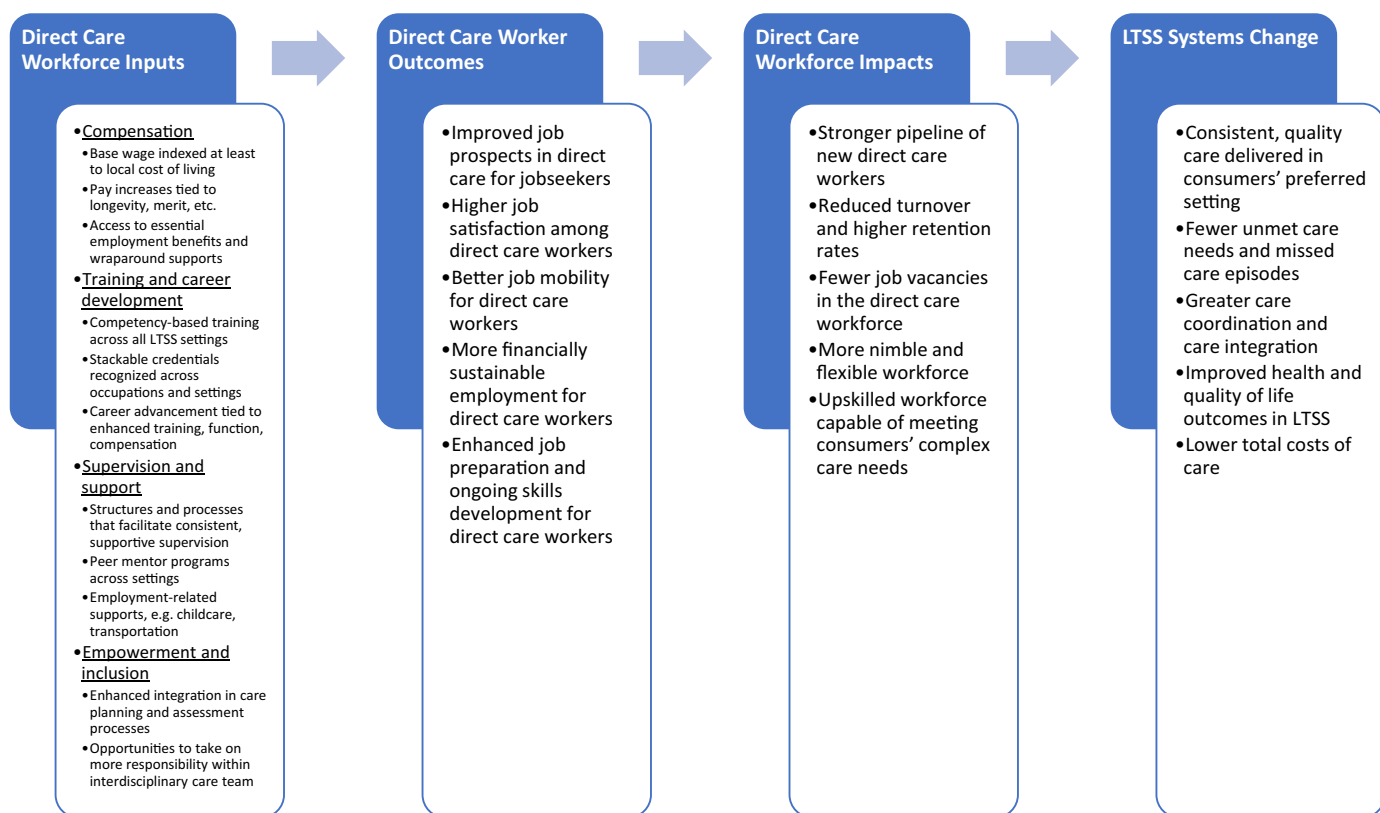 Direct Care
Workforce Inputs
•Compensation
•Base wage indexed at least
to local cost of living
•Pay increases tied to
longevity, merit, etc.
•Access to essential
employment benefits and
wraparound supports
•Training and career
development
•Competency-based training
across all LTSS settings
•Stackable credentials
recognized across
occupations and settings
•Career advancement tied to
enhanced training, function,
compensation
•Supervision and
support
•Structures and processes
that facilitate consistent,
supportive supervision
•Peer mentor programs
across settings
•Employment-related
supports, e.g. childcare,
transportation
•Empowerment and
inclusion
•Enhanced integration in care
planning and assessment
processes
•Opportunities to take on
more responsibility within
interdisciplinary care team
Direct Care Worker
Outcomes
•Improved job
prospects in direct
care for jobseekers
•Higher job
satisfaction among
direct care workers
•Better job mobility
for direct care
workers
•More financially
sustainable
employment for
direct care workers
•Enhanced job
preparation and
ongoing skills
development for
direct care workers
Direct Care
Workforce Impacts
•Stronger pipeline of
new direct care
workers
•Reduced turnover
and higher retention
rates
•Fewer job vacancies
in the direct care
workforce
•More nimble and
flexible workforce
•Upskilled workforce
capable of meeting
consumers’ complex
care needs
LTSS Systems Change
•Consistent, quality
care delivered in
consumers’ preferred
setting
•Fewer unmet care
needs and missed
care episodes
•Greater care
coordination and
care integration
•Improved health and
quality of life
outcomes in LTSS
•Lower total costs of
care